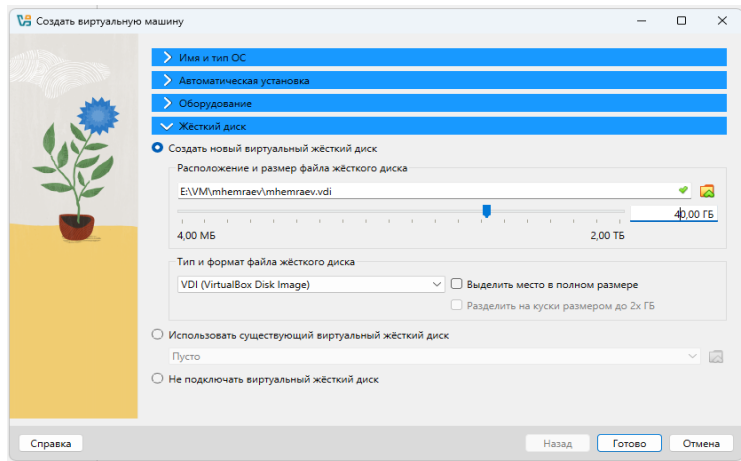 Создать виртуальную машину
Имя и тип ОС
Автоматическая установка
Оборудование
Жёсткий диск
Создать новый виртуальный жёсткий диск
Расположение и размер файла жёсткого диска
E:\VM\mhemraev\mhemraev.vdi
40,00 ГБ
4,00 МБ 2,00 ТБ
Тип и формат файла жёсткого диска
VDI (VirtualBox Disk Image) Выделить место в полном размере
Разделить на куски размером до 2х ГБ
Использовать существующий виртуальный жёсткий диск
Пусто
Не подключать виртуальный жёсткий диск
Справка Назад Готово Отмена